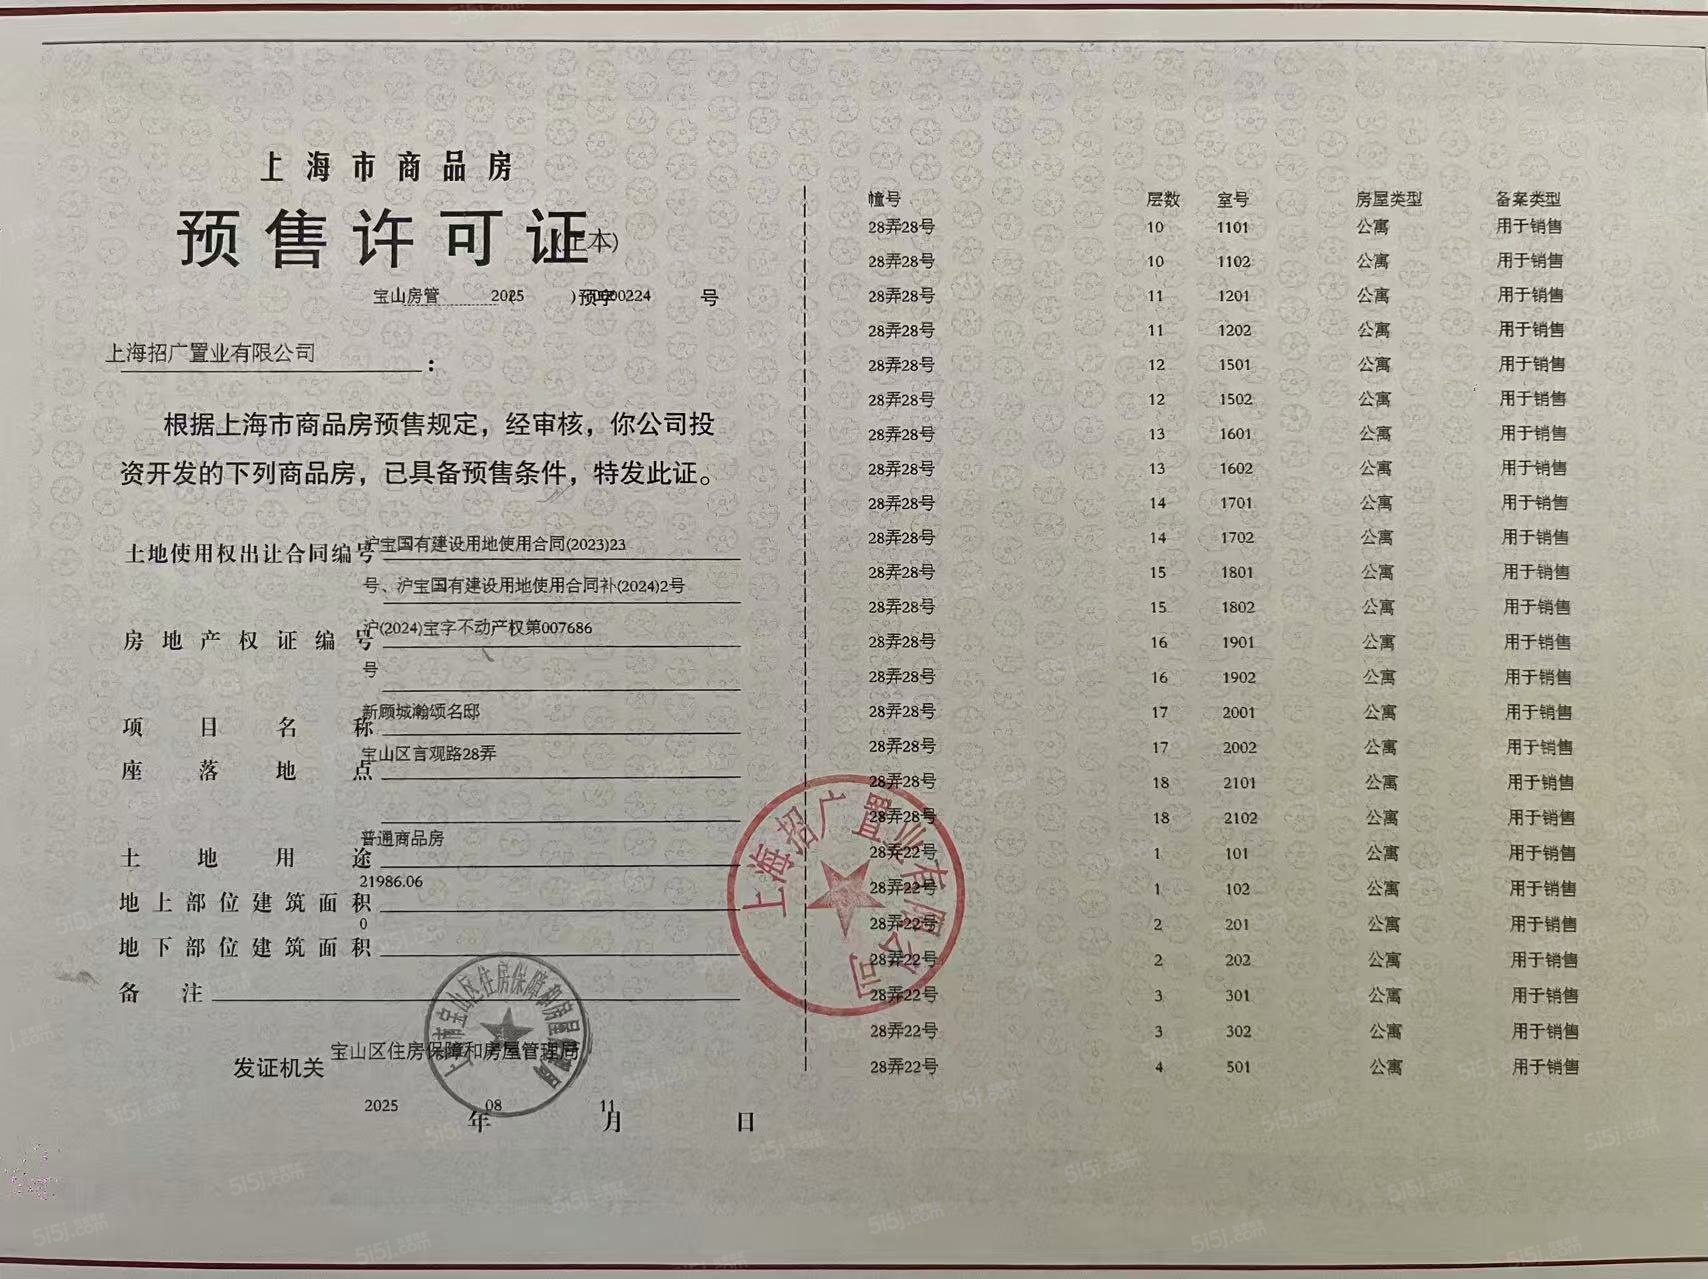 上海市商品房
预售许可证(正本)
宝山房管 2025 )预字0000224 号
上海招广置业有限公司：
根据上海市商品房预售规定，经审核，你公司投
资开发的下列商品房，已具备预售条件，特发此证。
土地使用权出让合同编号 沪宝国有建设用地使用合同(2023)23
号、沪宝国有建设用地使用合同补(2024)2号
房地产权证编号 沪(2024)宝字不动产权第007686
号
项目名称 新顾城瀚颂名邸
座落地点 宝山区言观路28弄
土地用途 普通商品房
地上部位建筑面积 21986.06
地下部位建筑面积 0
备注
发证机关 宝山区住房保障和房屋管理局
2025 年 08 月 11 日
幢号 层数 室号 房屋类型 备案类型
28弄28号 10 1101 公寓 用于销售
28弄28号 10 1102 公寓 用于销售
28弄28号 11 1201 公寓 用于销售
28弄28号 11 1202 公寓 用于销售
28弄28号 12 1501 公寓 用于销售
28弄28号 12 1502 公寓 用于销售
28弄28号 13 1601 公寓 用于销售
28弄28号 13 1602 公寓 用于销售
28弄28号 14 1701 公寓 用于销售
28弄28号 14 1702 公寓 用于销售
28弄28号 15 1801 公寓 用于销售
28弄28号 15 1802 公寓 用于销售
28弄28号 16 1901 公寓 用于销售
28弄28号 16 1902 公寓 用于销售
28弄28号 17 2001 公寓 用于销售
28弄28号 17 2002 公寓 用于销售
28弄28号 18 2101 公寓 用于销售
28弄28号 18 2102 公寓 用于销售
28弄22号 1 101 公寓 用于销售
28弄22号 1 102 公寓 用于销售
28弄22号 2 201 公寓 用于销售
28弄22号 2 202 公寓 用于销售
28弄22号 3 301 公寓 用于销售
28弄22号 3 302 公寓 用于销售
28弄22号 4 501 公寓 用于销售
上海招广置业有限公司
5i5j.com